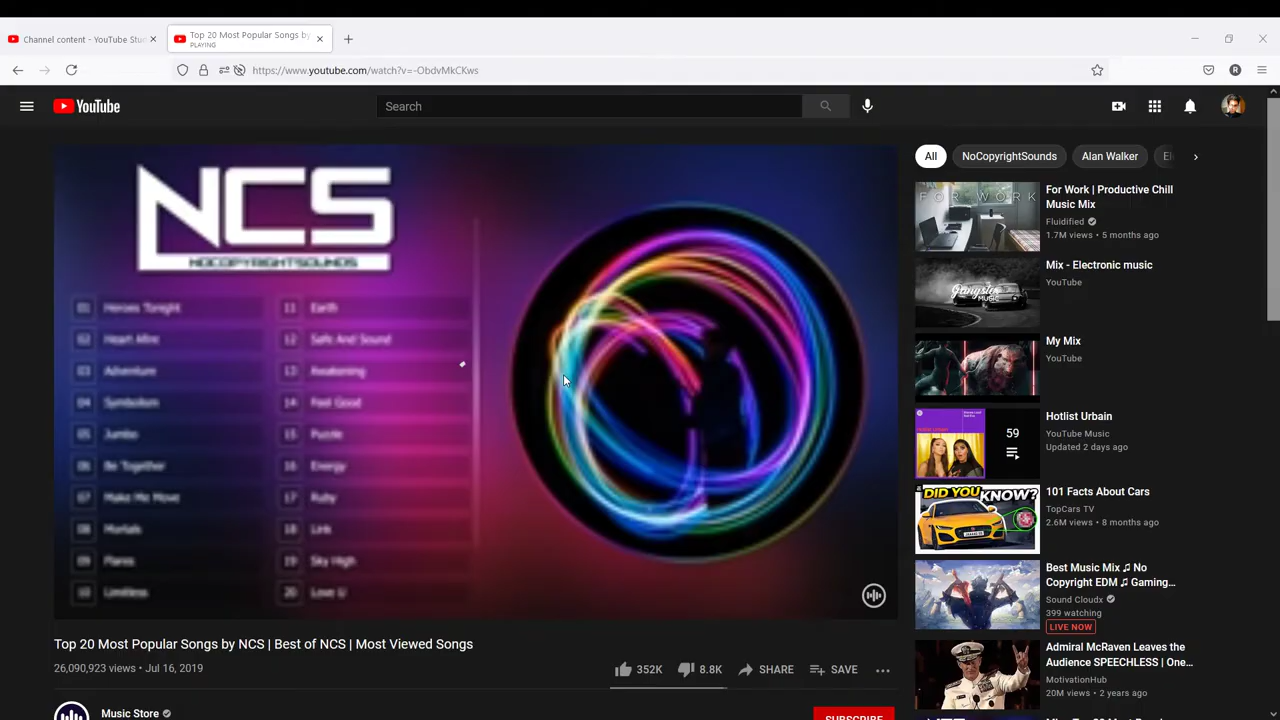 Channel content - YouTube Stu
Top 20 Most Popular Songs by
PLAYING
https://www.youtube.com/watch?v=-ObdvMkCKws
R
YouTube
Search
All
NoCopyrightSounds
Alan Walker
El
NCS
NOCOPYRIGHTSOUNDS
01 Heroes Tonight
02 Heart Afire
03 Adventure
04 Symbolism
05 Jumbo
06 Be Together
07 Make Me Move
08 Mortals
09 Flares
10 Limitless
11 Earth
12 Safe And Sound
13 Awakening
14 Feel Good
15 Puzzle
16 Energy
17 Ruby
18 Link
19 Sky High
20 Love U
Top 20 Most Popular Songs by NCS | Best of NCS | Most Viewed Songs
26,090,923 views • Jul 16, 2019
352K
8.8K
SHARE
SAVE
Music Store
SUBSCRIBE
FOR WORK
For Work | Productive Chill
Music Mix
Fluidified
1.7M views • 5 months ago
Gangster
MUSIC
Mix - Electronic music
YouTube
My Mix
YouTube
59
Hotlist Urbain
YouTube Music
Updated 2 days ago
DID YOU KNOW?
101 Facts About Cars
TopCars TV
2.6M views • 8 months ago
Best Music Mix ♫ No
Copyright EDM ♫ Gaming...
Sound Cloudx
399 watching
LIVE NOW
Admiral McRaven Leaves the
Audience SPEECHLESS | One...
MotivationHub
20M views • 2 years ago